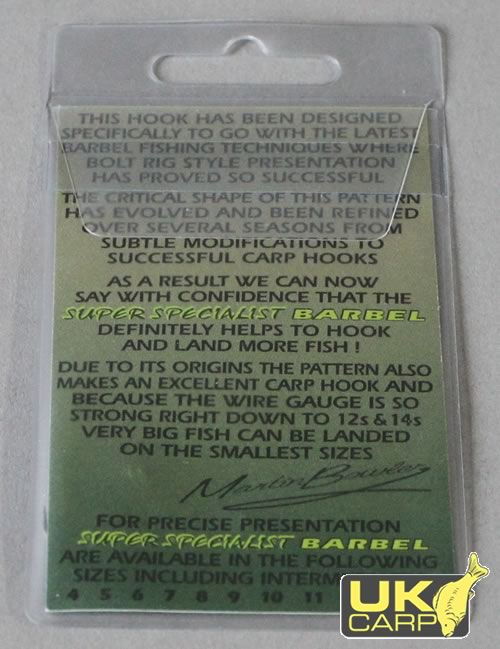 THIS HOOK HAS BEEN DESIGNED
SPECIFICALLY TO GO WITH THE LATEST
BARBEL FISHING TECHNIQUES WHERE
BOLT RIG STYLE PRESENTATION
HAS PROVED SO SUCCESSFUL
THE CRITICAL SHAPE OF THIS PATTERN
HAS EVOLVED AND BEEN REFINED
OVER SEVERAL SEASONS FROM
SUBTLE MODIFICATIONS TO
SUCCESSFUL CARP HOOKS
AS A RESULT WE CAN NOW
SAY WITH CONFIDENCE THAT THE
SUPER SPECIALIST BARBEL
DEFINITELY HELPS TO HOOK
AND LAND MORE FISH !
DUE TO ITS ORIGINS THE PATTERN ALSO
MAKES AN EXCELLENT CARP HOOK AND
BECAUSE THE WIRE GAUGE IS SO
STRONG RIGHT DOWN TO 12s & 14s
VERY BIG FISH CAN BE LANDED
ON THE SMALLEST SIZES
Martin Bowler
FOR PRECISE PRESENTATION
SUPER SPECIALIST BARBEL
ARE AVAILABLE IN THE FOLLOWING
SIZES INCLUDING
4 5 6 7 8 9 10 11
UK
CARP